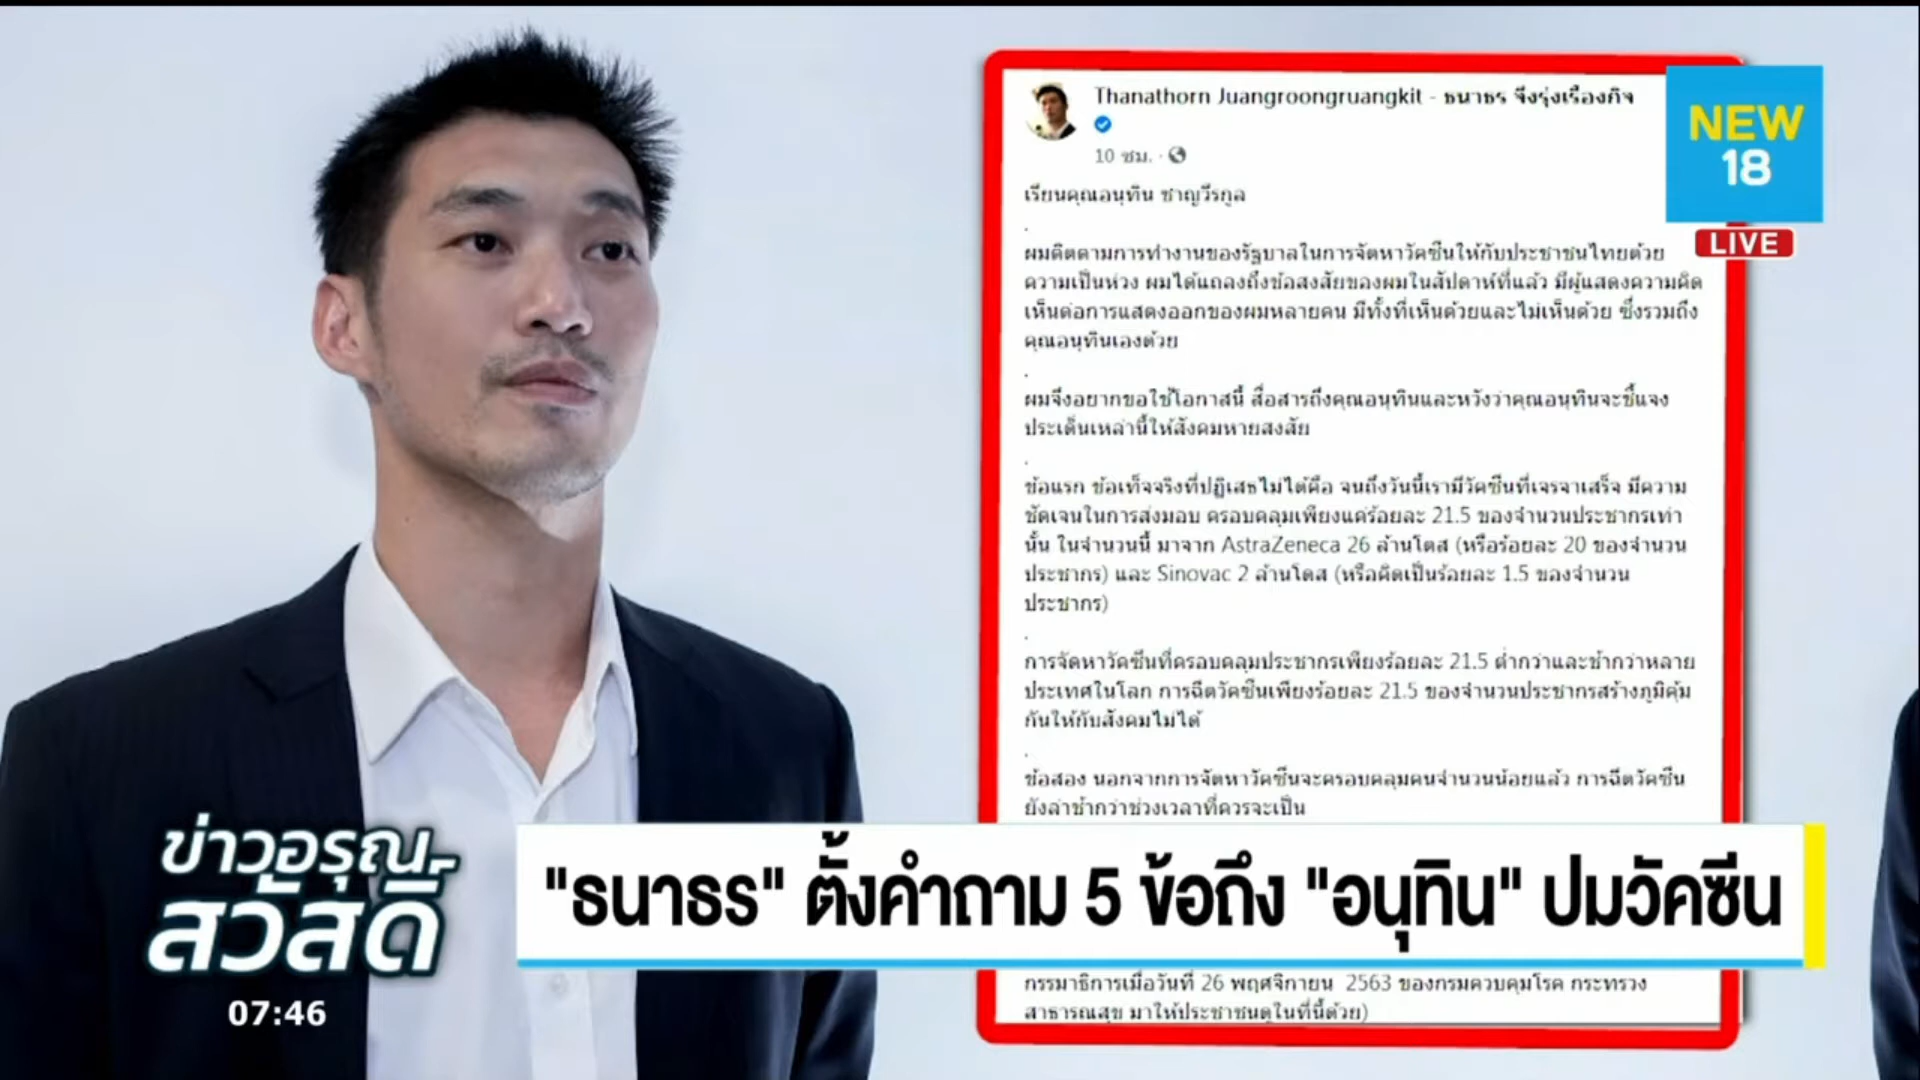 Thanathorn Juangroongruangkit - ธนาธร จึงรุ่งเรืองกิจ
10 ชม.
NEW
18
LIVE
เรียนคุณอนุทิน ชาญวีรกูล
.
ผมติดตามการทำงานของรัฐบาลในการจัดหาวัคซีนให้กับประชาชนไทยด้วย
ความเป็นห่วง ผมได้แถลงถึงข้อสงสัยของผมในสัปดาห์ที่แล้ว มีผู้แสดงความคิด
เห็นต่อการแสดงออกของผมหลายคน มีทั้งที่เห็นด้วยและไม่เห็นด้วย ซึ่งรวมถึง
คุณอนุทินเองด้วย
.
ผมจึงอยากขอใช้โอกาสนี้ สื่อสารถึงคุณอนุทินและหวังว่าคุณอนุทินจะชี้แจง
ประเด็นเหล่านี้ให้สังคมหายสงสัย
.
ข้อแรก ข้อเท็จจริงที่ปฏิเสธไม่ได้คือ จนถึงวันนี้เรามีวัคซีนที่เจรจาเสร็จ มีความ
ชัดเจนในการส่งมอบ ครอบคลุมเพียงแค่ร้อยละ 21.5 ของจำนวนประชากรเท่า
นั้น ในจำนวนนี้ มาจาก AstraZeneca 26 ล้านโดส (หรือร้อยละ 20 ของจำนวน
ประชากร) และ Sinovac 2 ล้านโดส (หรือคิดเป็นร้อยละ 1.5 ของจำนวน
ประชากร)
.
การจัดหาวัคซีนที่ครอบคลุมประชากรเพียงร้อยละ 21.5 ต่ำกว่าและช้ากว่าหลาย
ประเทศในโลก การฉีดวัคซีนเพียงร้อยละ 21.5 ของจำนวนประชากรสร้างภูมิคุ้ม
กันให้กับสังคมไม่ได้
.
ข้อสอง นอกจากการจัดหาวัคซีนจะครอบคลุมคนจำนวนน้อยแล้ว การฉีดวัคซีน
ยังล่าช้ากว่าช่วงเวลาที่ควรจะเป็น
"ธนาธร" ตั้งคำถาม 5 ข้อถึง "อนุทิน" ปมวัคซีน
กรรมาธิการเมื่อวันที่ 26 พฤศจิกายน 2563 ของกรมควบคุมโรค กระทรวง
สาธารณสุข มาให้ประชาชนดูในที่นี้ด้วย)
ข่าวอรุณ
สวัสดิ์
07:46